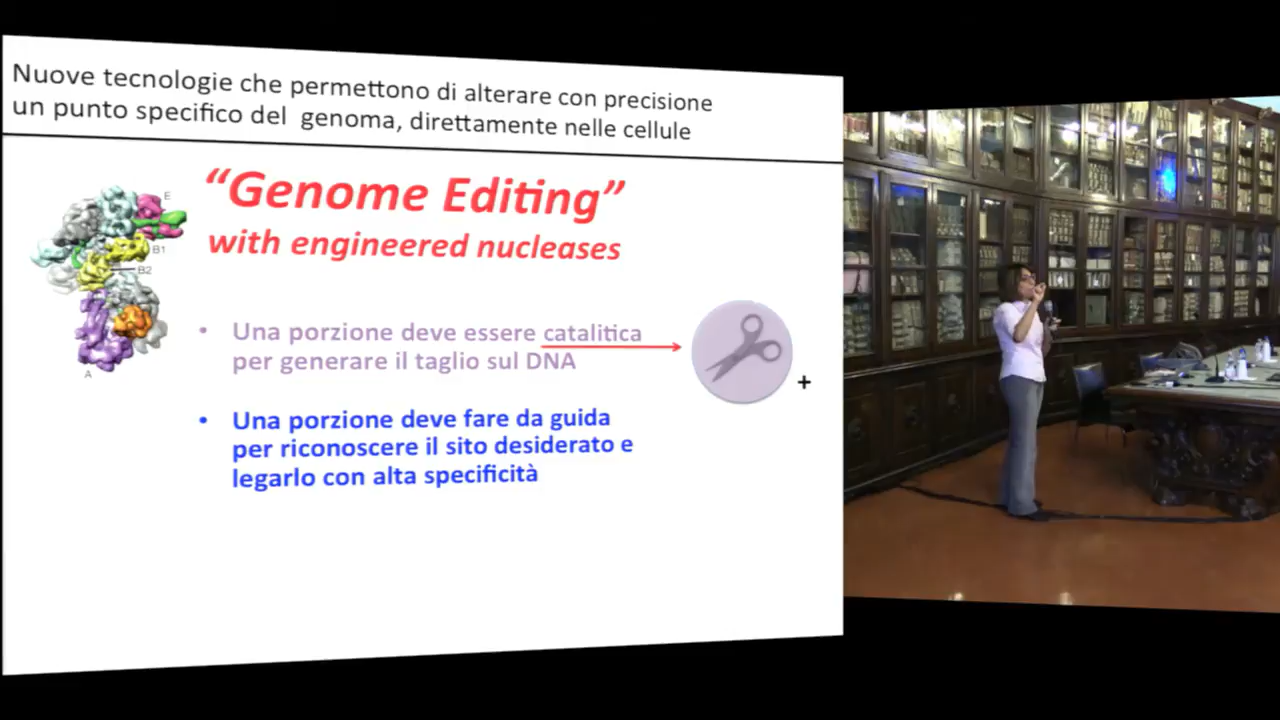 Nuove tecnologie che permettono di alterare con precisione
un punto specifico del genoma, direttamente nelle cellule
“Genome Editing”
with engineered nucleases
E
B1
B2
A
• Una porzione deve essere catalitica
per generare il taglio sul DNA
+
• Una porzione deve fare da guida
per riconoscere il sito desiderato e
legarlo con alta specificità